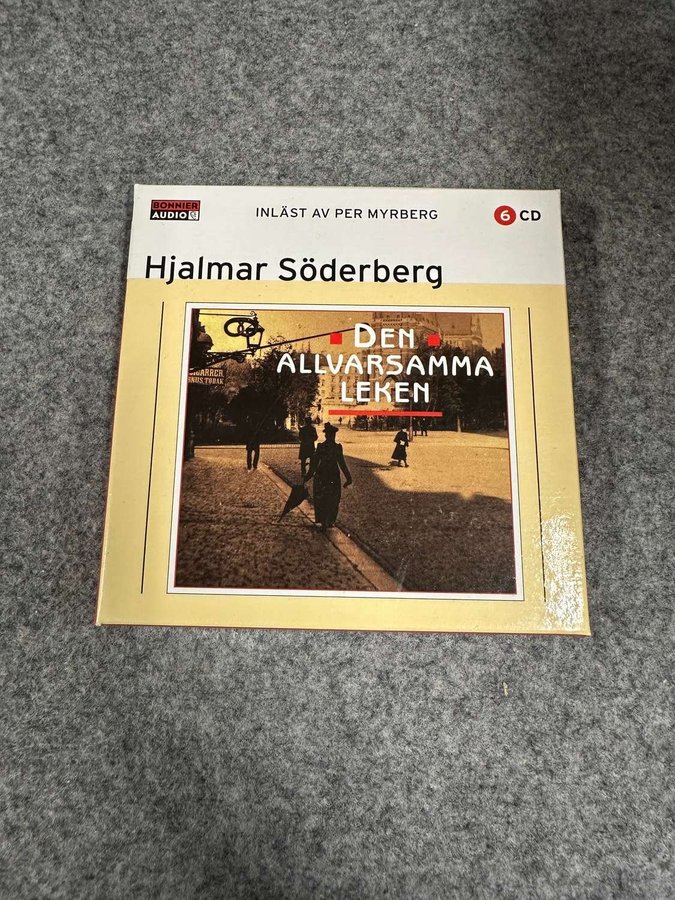 BONNIER
AUDIO
INLÄST AV PER MYRBERG
6 CD
Hjalmar Söderberg
DEN
ALLVARSAMMA
LEKEN
CIGARRER
SNUS, TOBAK